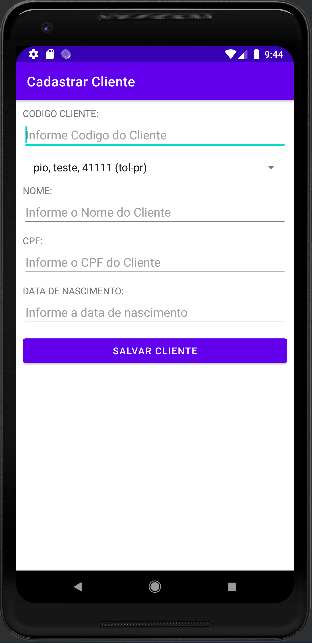 9:44
Cadastrar Cliente
CODIGO CLIENTE:
Informe Codigo do Cliente
pio, teste, 41111 (tol-pr)
NOME:
Informe o Nome do Cliente
CPF:
Informe o CPF do Cliente
DATA DE NASCIMENTO:
Informe a data de nascimento
SALVAR CLIENTE